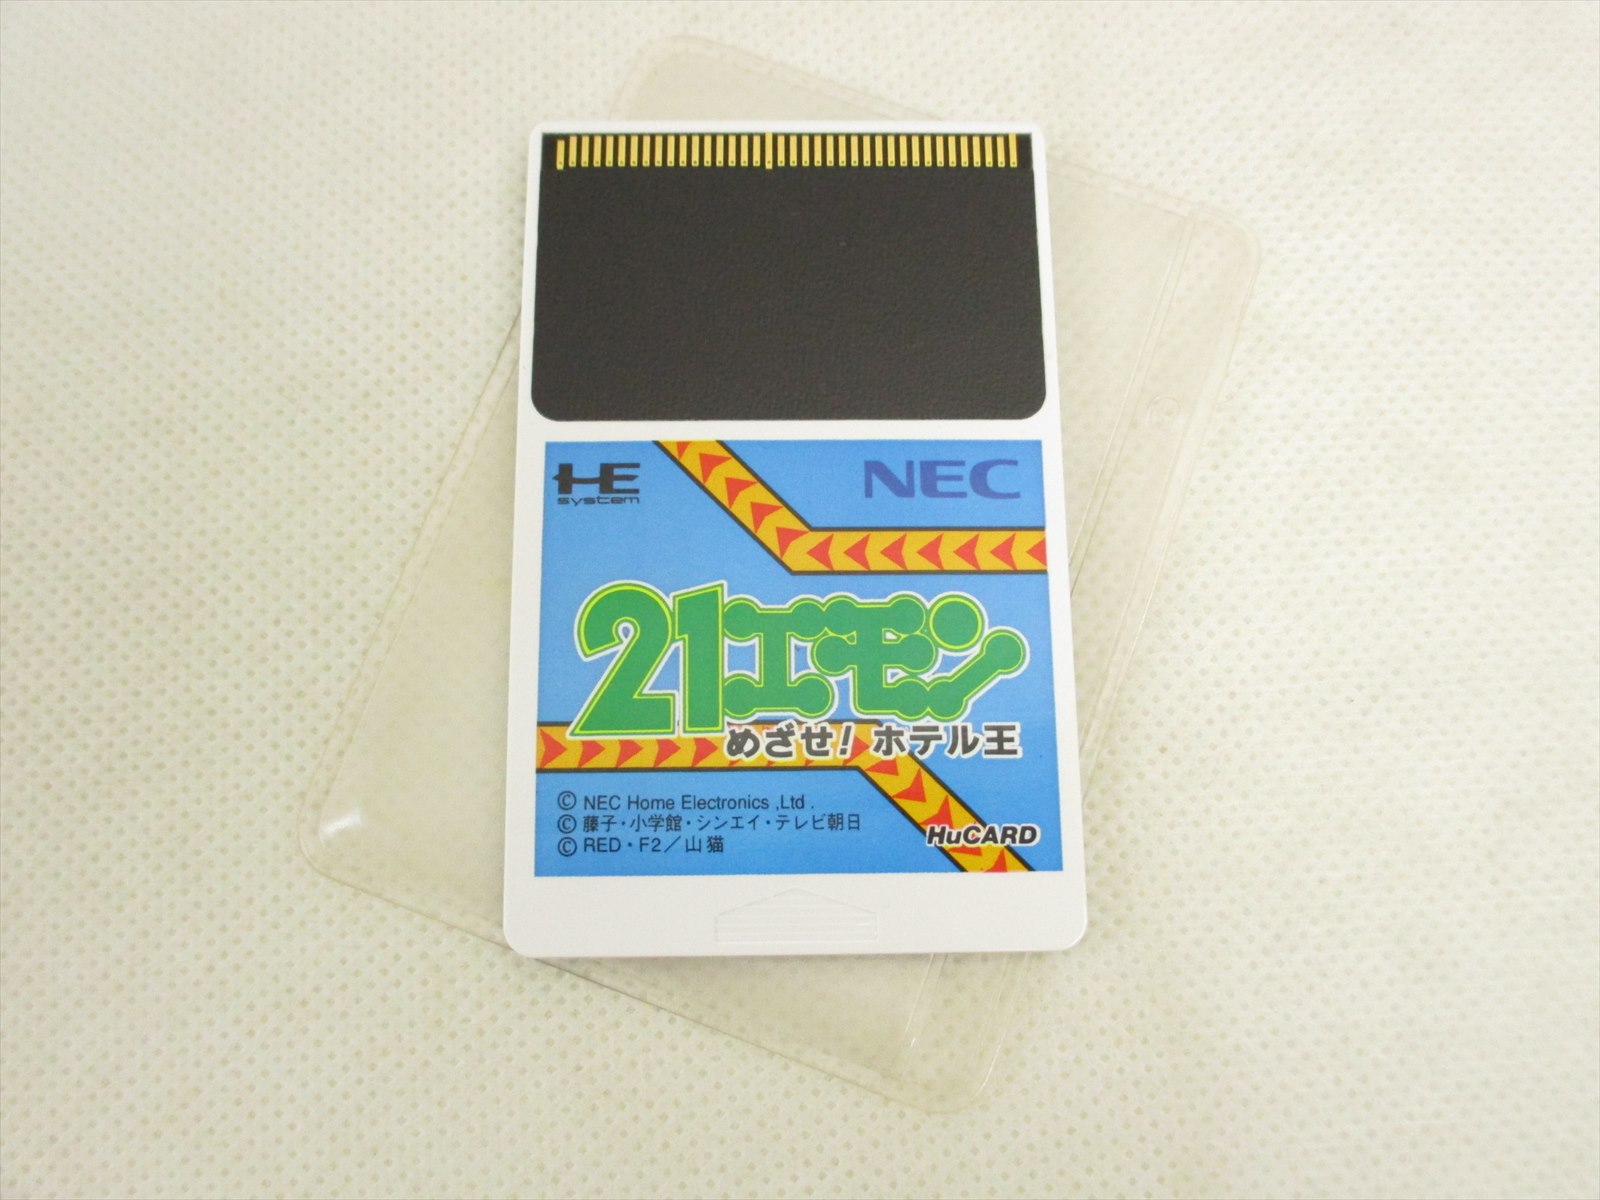 HE
system
NEC
21エモン
めざせ!ホテル王
© NEC Home Electronics ,Ltd .
© 藤子・小学館・シンエイ・テレビ朝日
© RED・F2／山猫
HuCARD